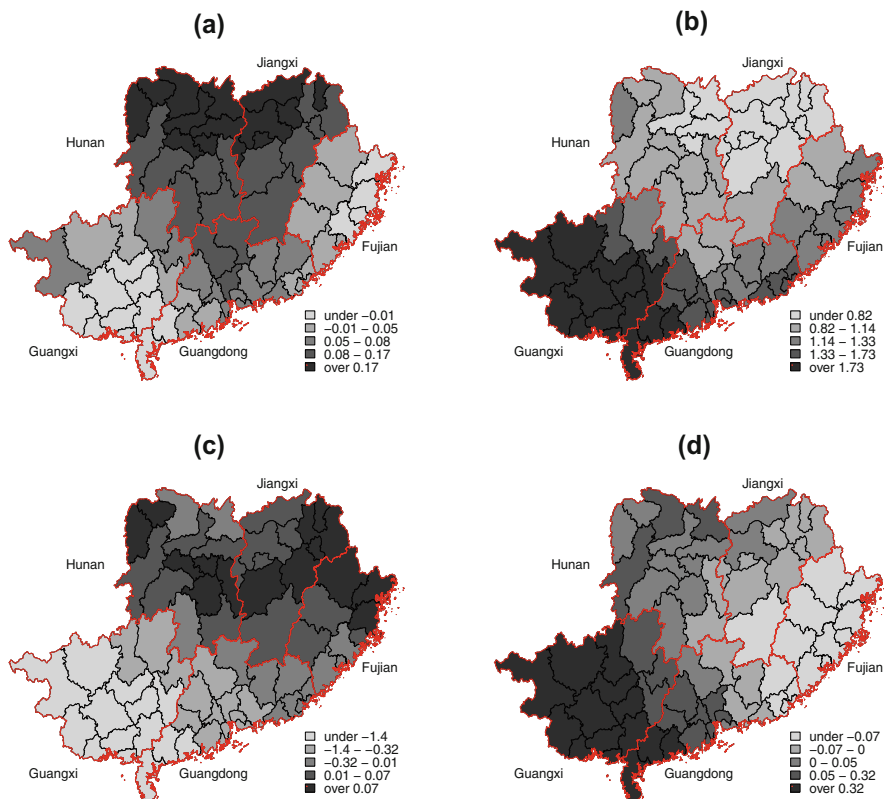 (a)
Jiangxi
Hunan
Fujian
Guangxi
Guangdong
under −0.01
−0.01 − 0.05
0.05 − 0.08
0.08 − 0.17
over 0.17
(b)
Jiangxi
Hunan
Fujian
Guangxi
Guangdong
under 0.82
0.82 − 1.14
1.14 − 1.33
1.33 − 1.73
over 1.73
(c)
Jiangxi
Hunan
Fujian
Guangxi
Guangdong
under −1.4
−1.4 − −0.32
−0.32 − 0.01
0.01 − 0.07
over 0.07
(d)
Jiangxi
Hunan
Fujian
Guangxi
Guangdong
under −0.07
−0.07 − 0
0 − 0.05
0.05 − 0.32
over 0.32